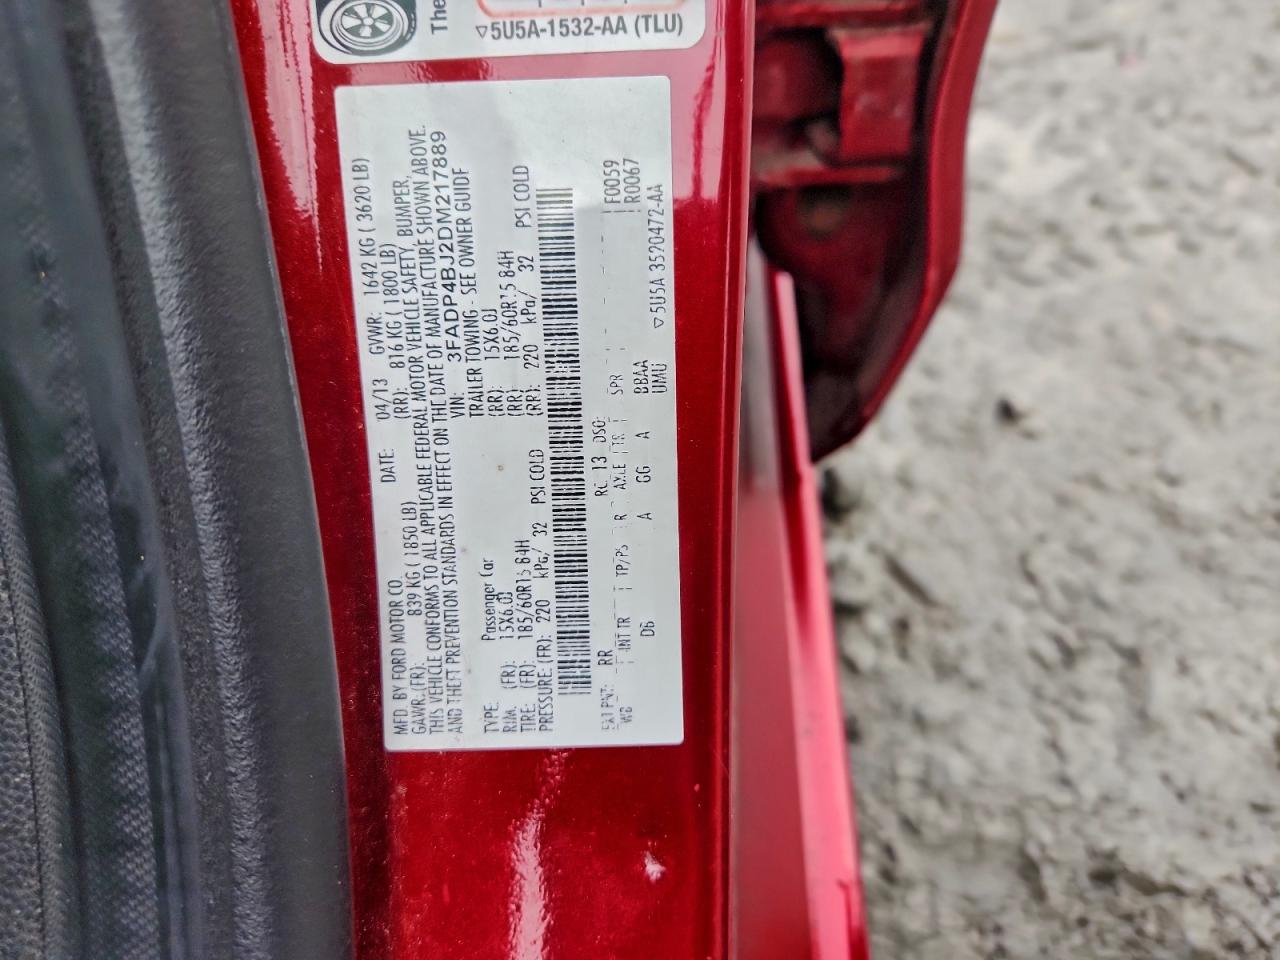 The
▽5U5A-1532-AA (TLU)
MFD. BY FORD MOTOR CO. DATE: 04/13 GVWR: 1642 KG ( 3620 LB)
GAWR:(FR): 839 KG ( 1850 LB) (RR): 816 KG ( 1800 LB)
THIS VEHICLE CONFORMS TO ALL APPLICABLE FEDERAL MOTOR VEHICLE SAFETY, BUMPER,
AND THEFT PREVENTION STANDARDS IN EFFECT ON THE DATE OF MANUFACTURE SHOWN ABOVE.
VIN: 3FADP4BJ2DM217889
TYPE: Passenger Car TRAILER TOWING - SEE OWNER GUIDE
RIM: (FR): 15X6.0J (RR): 15X6.0J
TIRE: (FR): 185/60R15 84H (RR): 185/60R15 84H
PRESSURE:(FR): 220 kPa/ 32 PSI COLD (RR): 220 kPa/ 32 PSI COLD
EXT PNT: RR RC: 13 DSO: F0059
WB INT TR TP/PS R AXLE TR SPR R0067
D6 A GG A BBAA
UMU
▽5U5A 3520472-AA